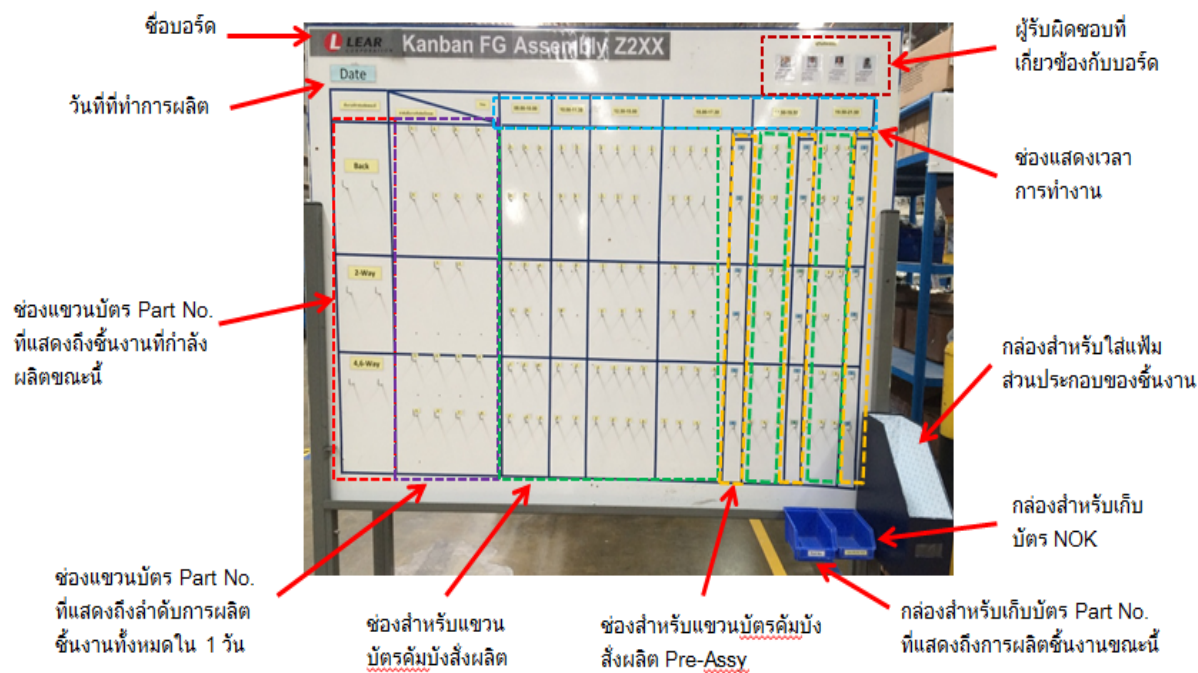 ชื่อบอร์ด
LEAR
CORPORATION
Kanban FG Assembly Z2XX
ผู้รับผิดชอบที่
เกี่ยวข้องกับบอร์ด
Date
วันที่ที่ทำการผลิต
ช่องแสดงเวลา
การทำงาน
Back
2-Way
ช่องแขวนบัตร Part No.
ที่แสดงถึงชิ้นงานที่กำลัง
ผลิตขณะนี้
กล่องสำหรับใส่แฟ้ม
ส่วนประกอบของชิ้นงาน
4,6-Way
กล่องสำหรับเก็บ
บัตร NOK
ช่องแขวนบัตร Part No.
ที่แสดงถึงลำดับการผลิต
ชิ้นงานทั้งหมดใน 1 วัน
ช่องสำหรับแขวน
บัตรคัมบังสั่งผลิต
ช่องสำหรับแขวนบัตรคัมบัง
สั่งผลิต Pre-Assy
กล่องสำหรับเก็บบัตร Part No.
ที่แสดงถึงการผลิตชิ้นงานขณะนี้